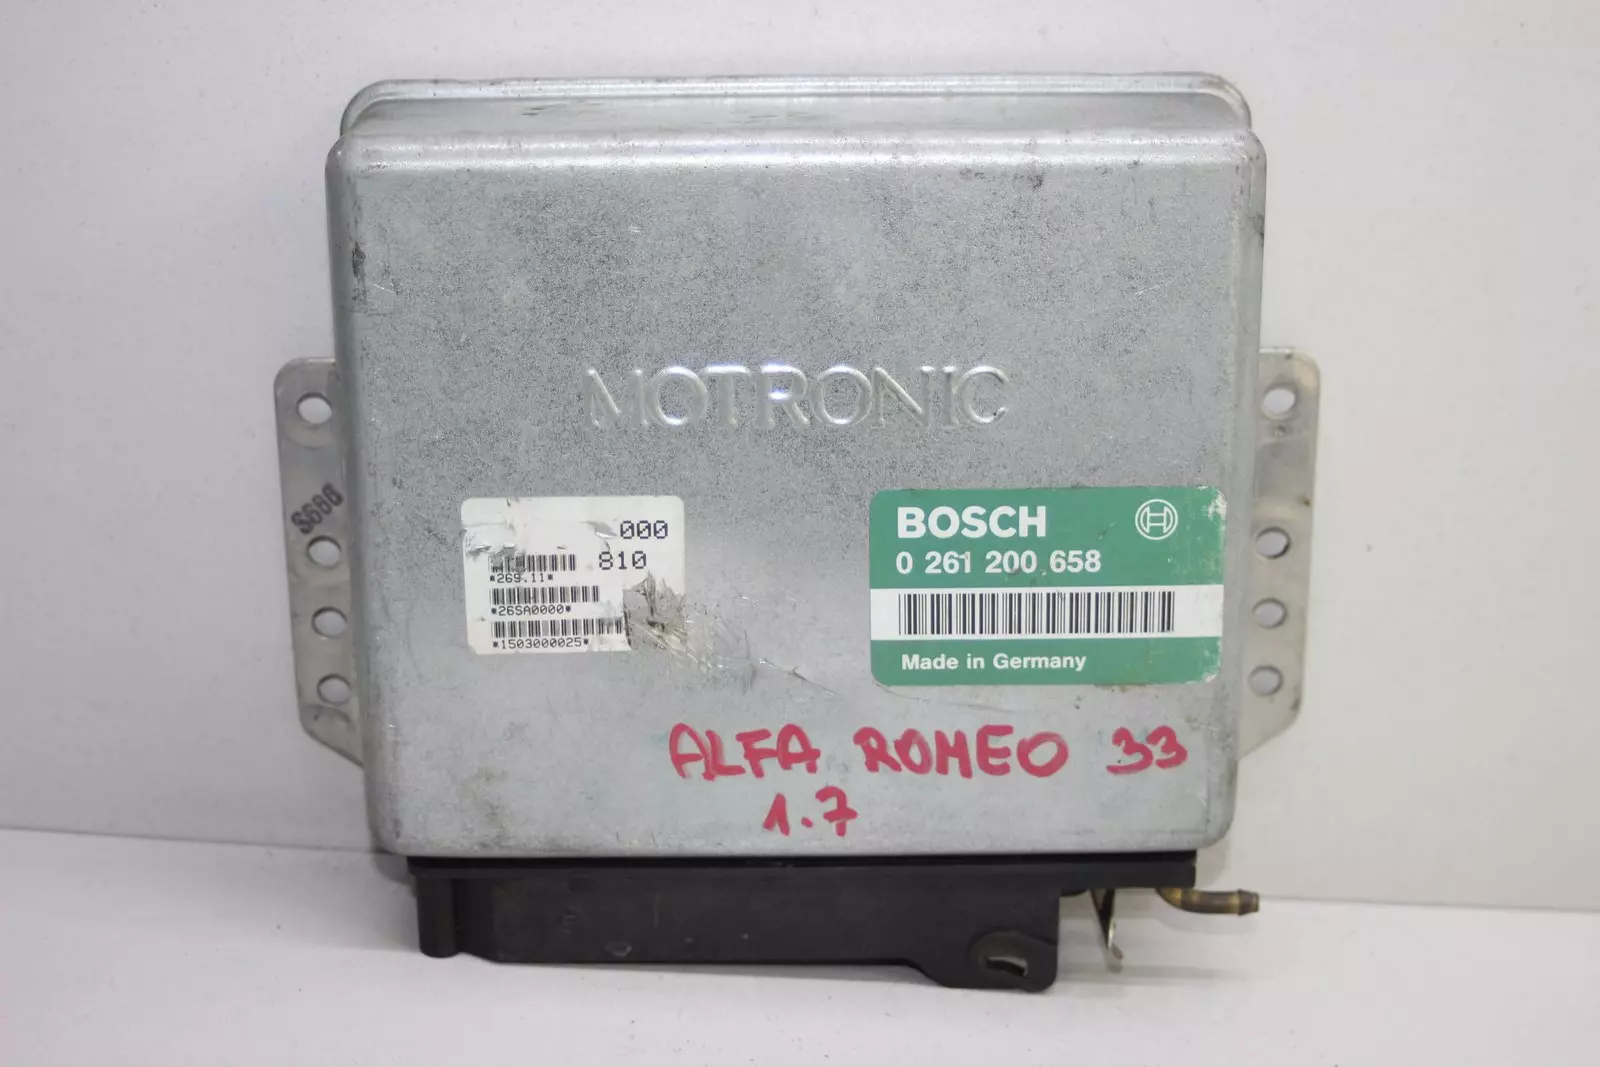 MOTRONIC
S686
000
810
*269.11*
*26SA0000*
*1503000025*
BOSCH
0 261 200 658
Made in Germany
ALFA ROMEO 33
1.7